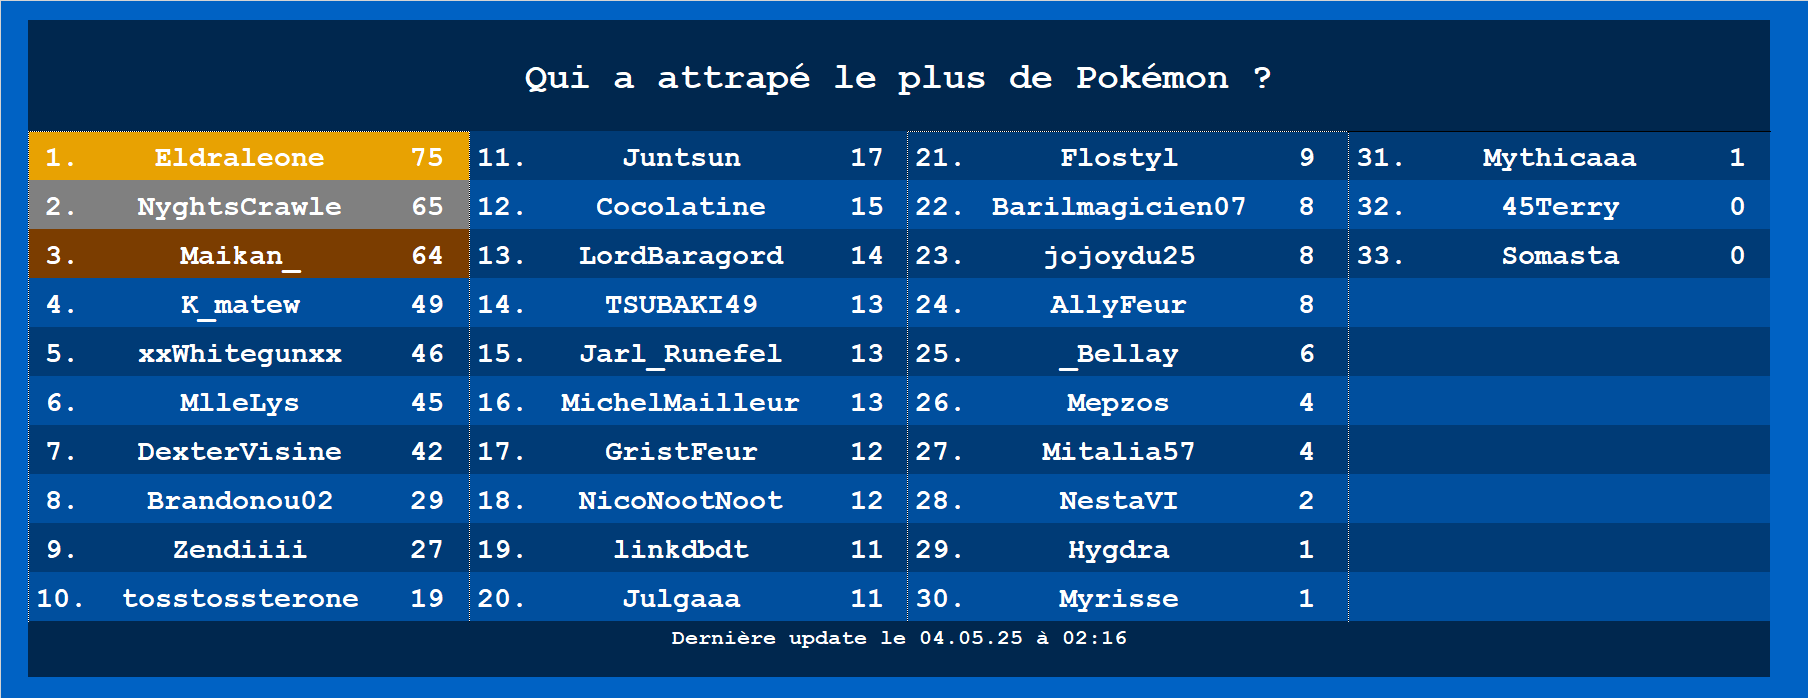 Qui a attrapé le plus de Pokémon ?
1. Eldraleone 75
2. NyghtsCrawle 65
3. Maikan_ 64
4. K_matew 49
5. xxWhitegunxx 46
6. MlleLys 45
7. DexterVisine 42
8. Brandonou02 29
9. Zendiiii 27
10. tosstossterone 19
11. Juntsun 17
12. Cocolatine 15
13. LordBaragord 14
14. TSUBAKI49 13
15. Jarl_Runefel 13
16. MichelMailleur 13
17. GristFeur 12
18. NicoNootNoot 12
19. linkdbdt 11
20. Julgaaa 11
21. Flostyl 9
22. Barilmagicien07 8
23. jojoydu25 8
24. AllyFeur 8
25. _Bellay 6
26. Mepzos 4
27. Mitalia57 4
28. NestaVI 2
29. Hygdra 1
30. Myrisse 1
31. Mythicaaa 1
32. 45Terry 0
33. Somasta 0
Dernière update le 04.05.25 à 02:16